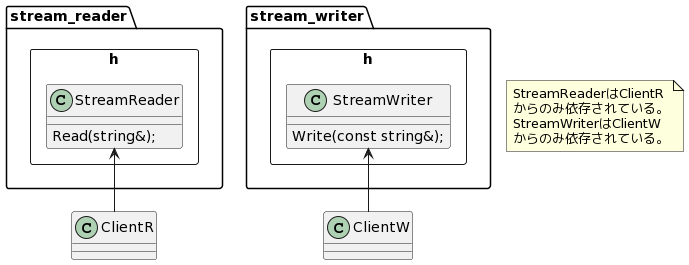 stream_reader
h
C StreamReader
Read(string&);
C ClientR
stream_writer
h
C StreamWriter
Write(const string&);
C ClientW
StreamReaderはClientR
からのみ依存されている。
StreamWriterはClientW
からのみ依存されている。